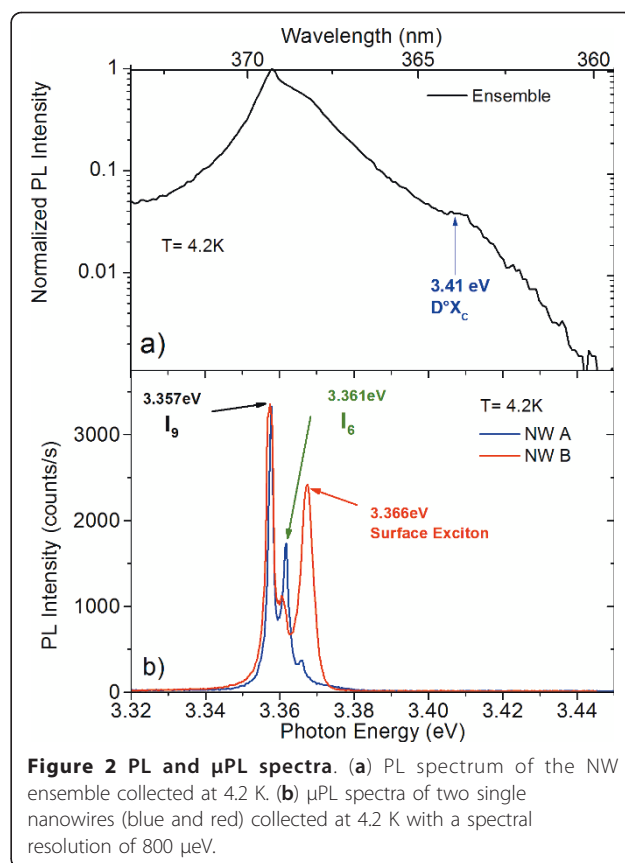 Wavelength (nm)
370 365 360
1
0.1
0.01
Normalized PL Intensity
Ensemble
T= 4.2K
3.41 eV
D°X_C
a)
3.357eV
I_9
3.361eV
I_6
T= 4.2K
NW A
NW B
3.366eV
Surface Exciton
3000
2000
1000
0
PL Intensity (counts/s)
b)
3.32 3.34 3.36 3.38 3.40 3.42 3.44
Photon Energy (eV)
Figure 2 PL and μPL spectra. (a) PL spectrum of the NW
ensemble collected at 4.2 K. (b) μPL spectra of two single
nanowires (blue and red) collected at 4.2 K with a spectral
resolution of 800 μeV.